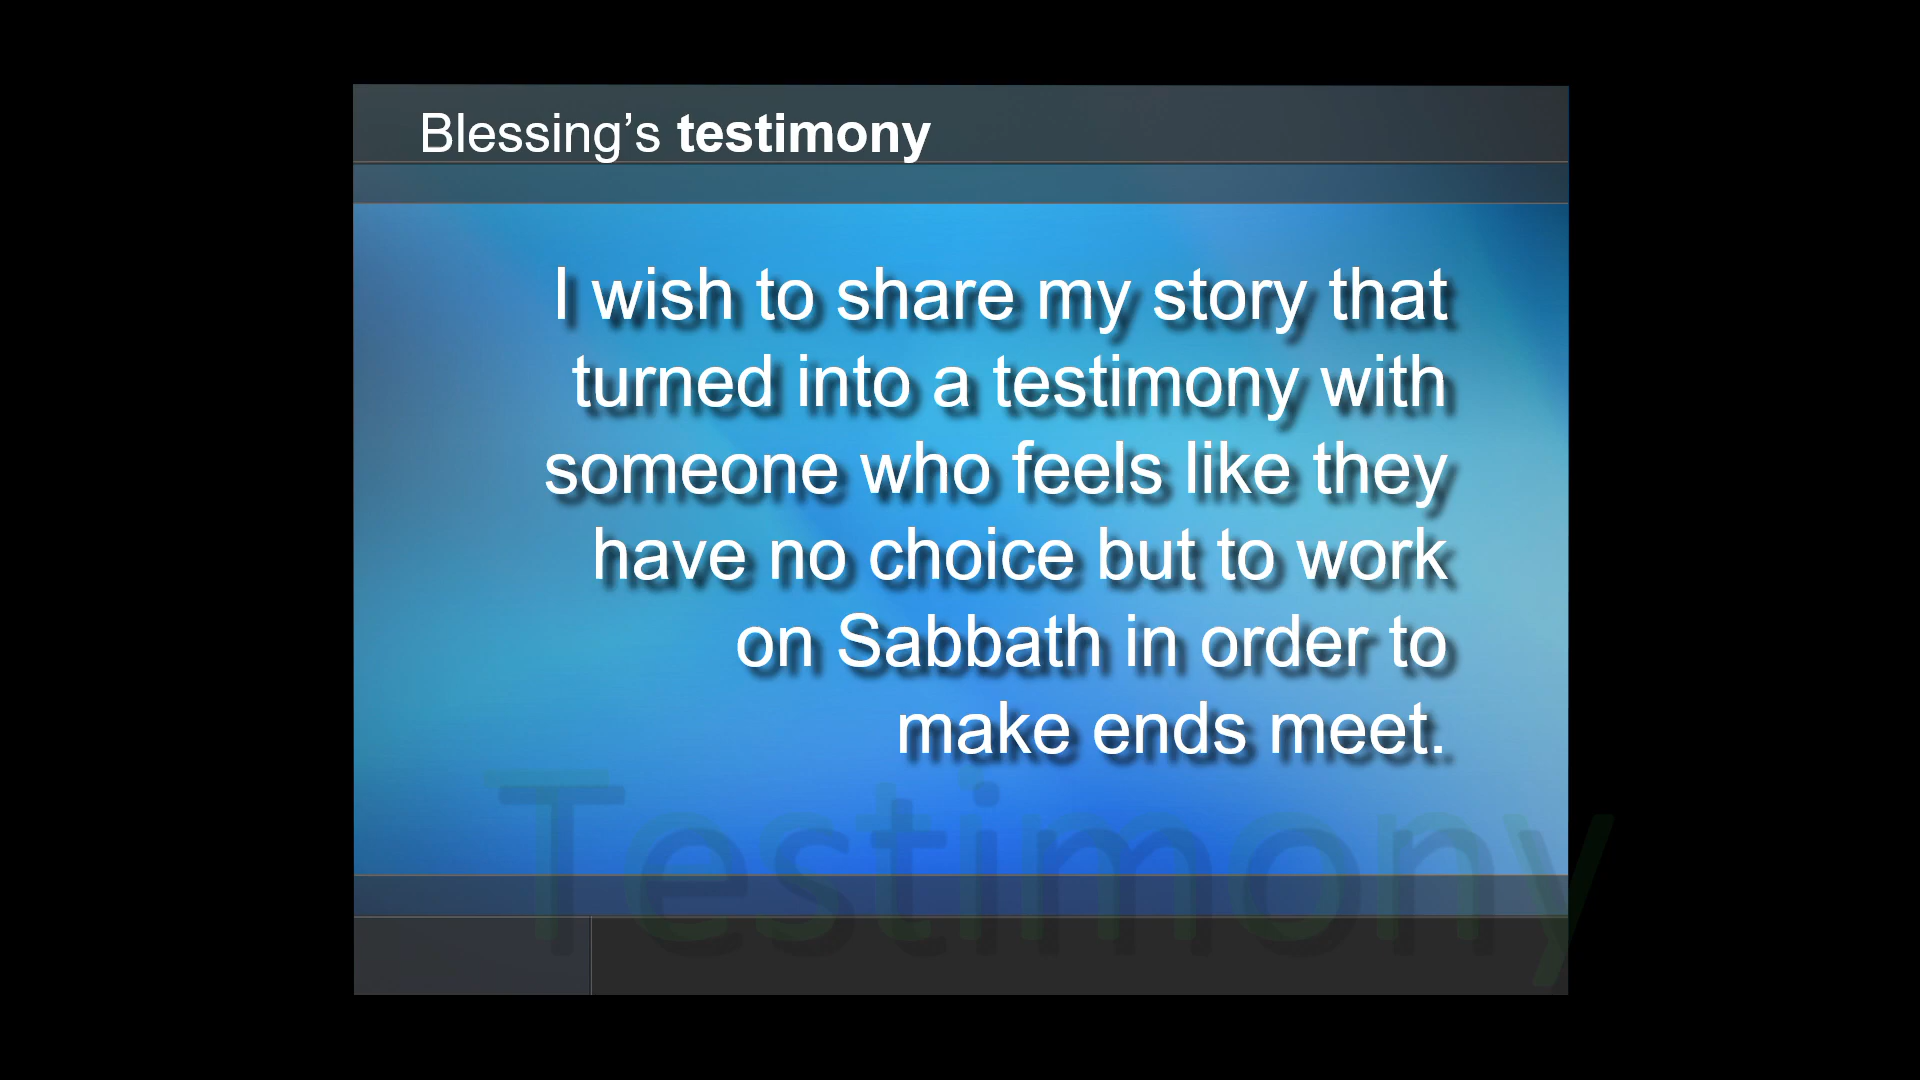 Blessing’s testimony
I wish to share my story that
turned into a testimony with
someone who feels like they
have no choice but to work
on Sabbath in order to
make ends meet.
Testimony